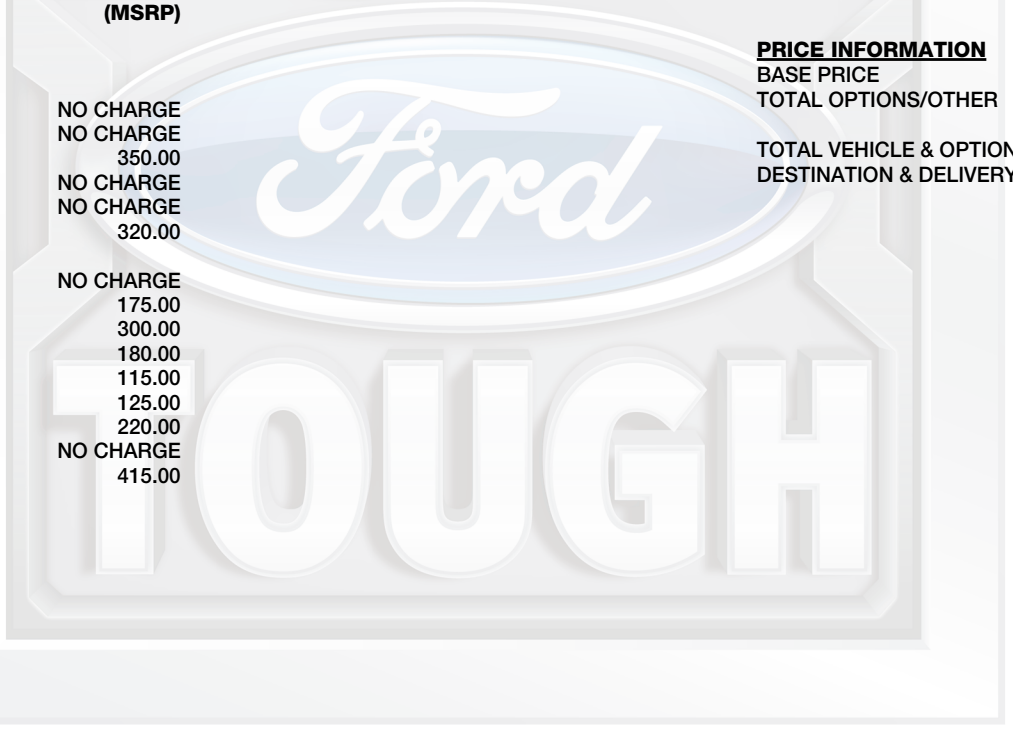 (MSRP)
NO CHARGE
NO CHARGE
350.00
NO CHARGE
NO CHARGE
320.00
NO CHARGE
175.00
300.00
180.00
115.00
125.00
220.00
NO CHARGE
415.00
PRICE INFORMATION
BASE PRICE
TOTAL OPTIONS/OTHER
TOTAL VEHICLE & OPTION
DESTINATION & DELIVERY
Ford
TOUGH